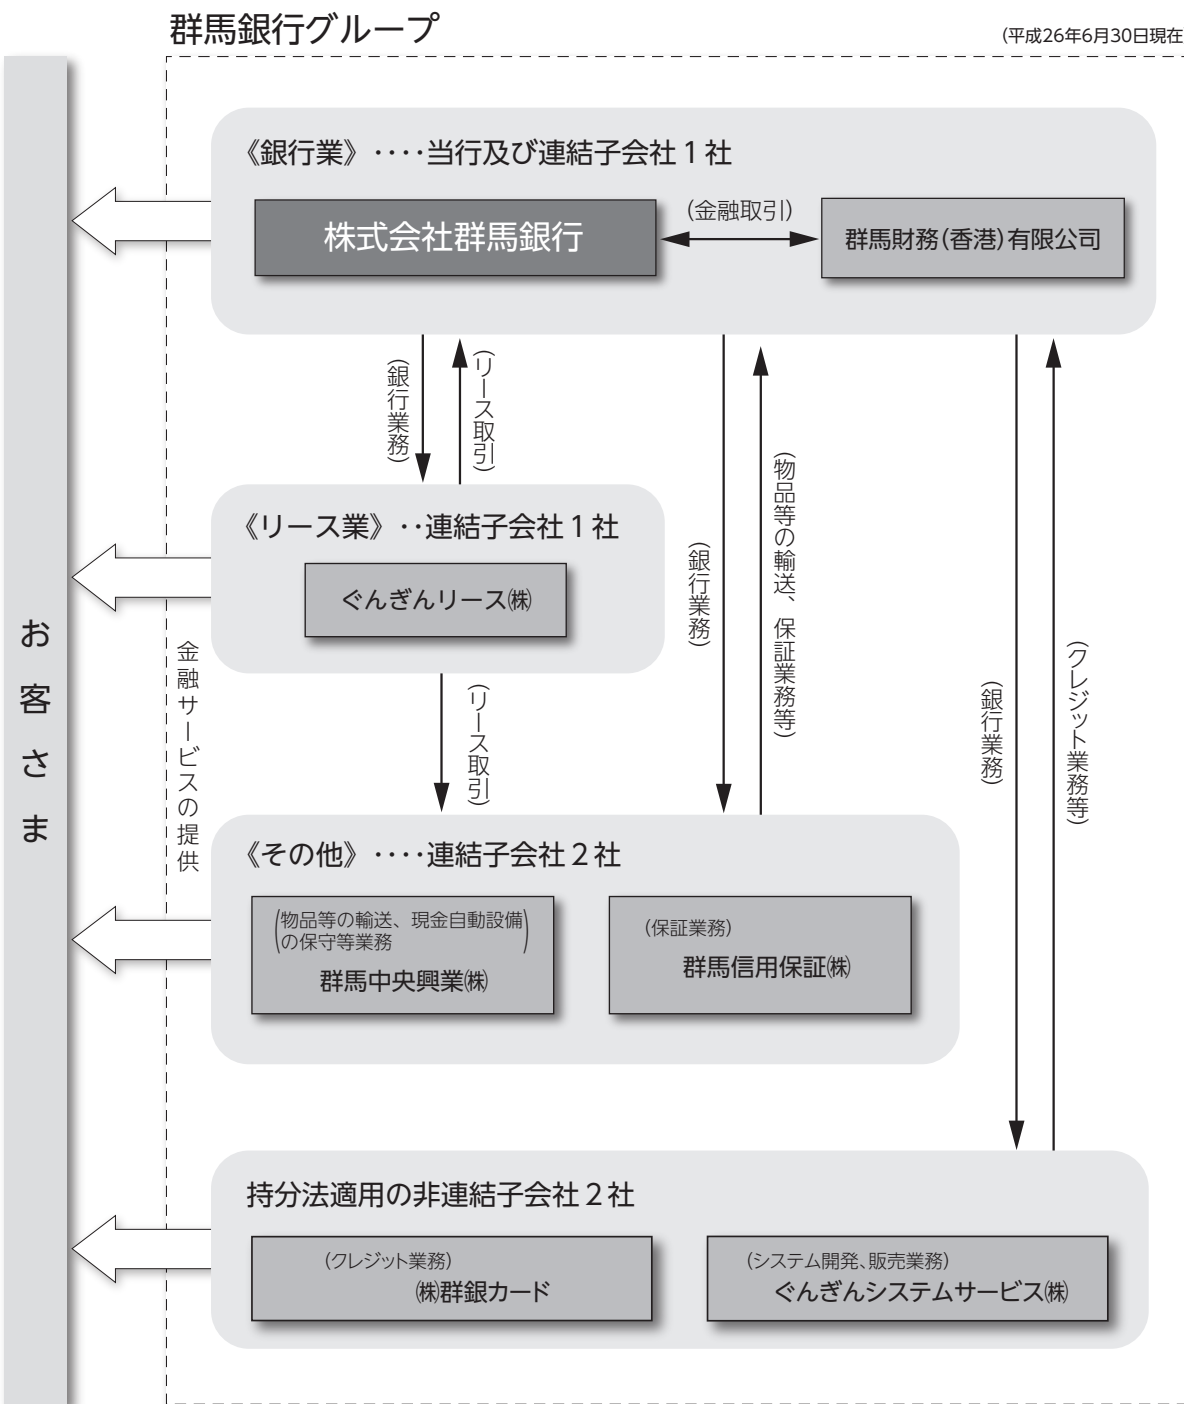 群馬銀行グループ
(平成26年6月30日現在
お客さま
金融サービスの提供
《銀行業》････当行及び連結子会社1社
株式会社群馬銀行
(金融取引)
群馬財務(香港)有限公司
(銀行業務)
(リース取引)
(銀行業務)
(物品等の輸送、保証業務等)
(銀行業務)
(クレジット業務等)
《リース業》‥連結子会社1社
ぐんぎんリース㈱
(リース取引)
《その他》････連結子会社2社
(物品等の輸送、現金自動設備
の保守等業務)
群馬中央興業㈱
(保証業務)
群馬信用保証㈱
持分法適用の非連結子会社2社
(クレジット業務)
㈱群銀カード
(システム開発、販売業務)
ぐんぎんシステムサービス㈱